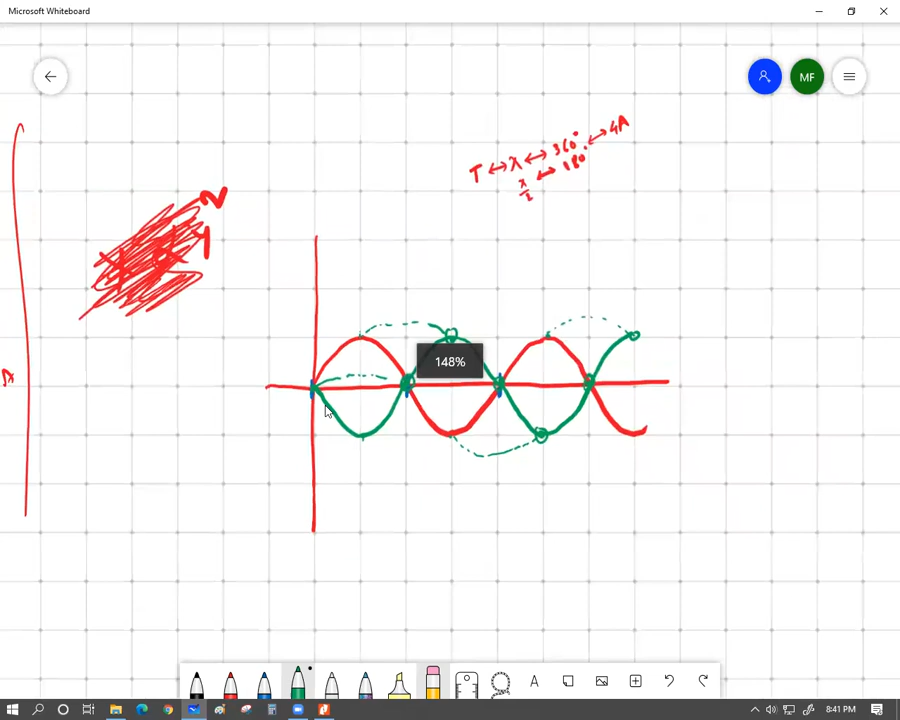 Microsoft Whiteboard
MF
T ↔ λ ↔ 360° ↔ 4A
λ/2 ↔ 180°
148%
A
8:41 PM